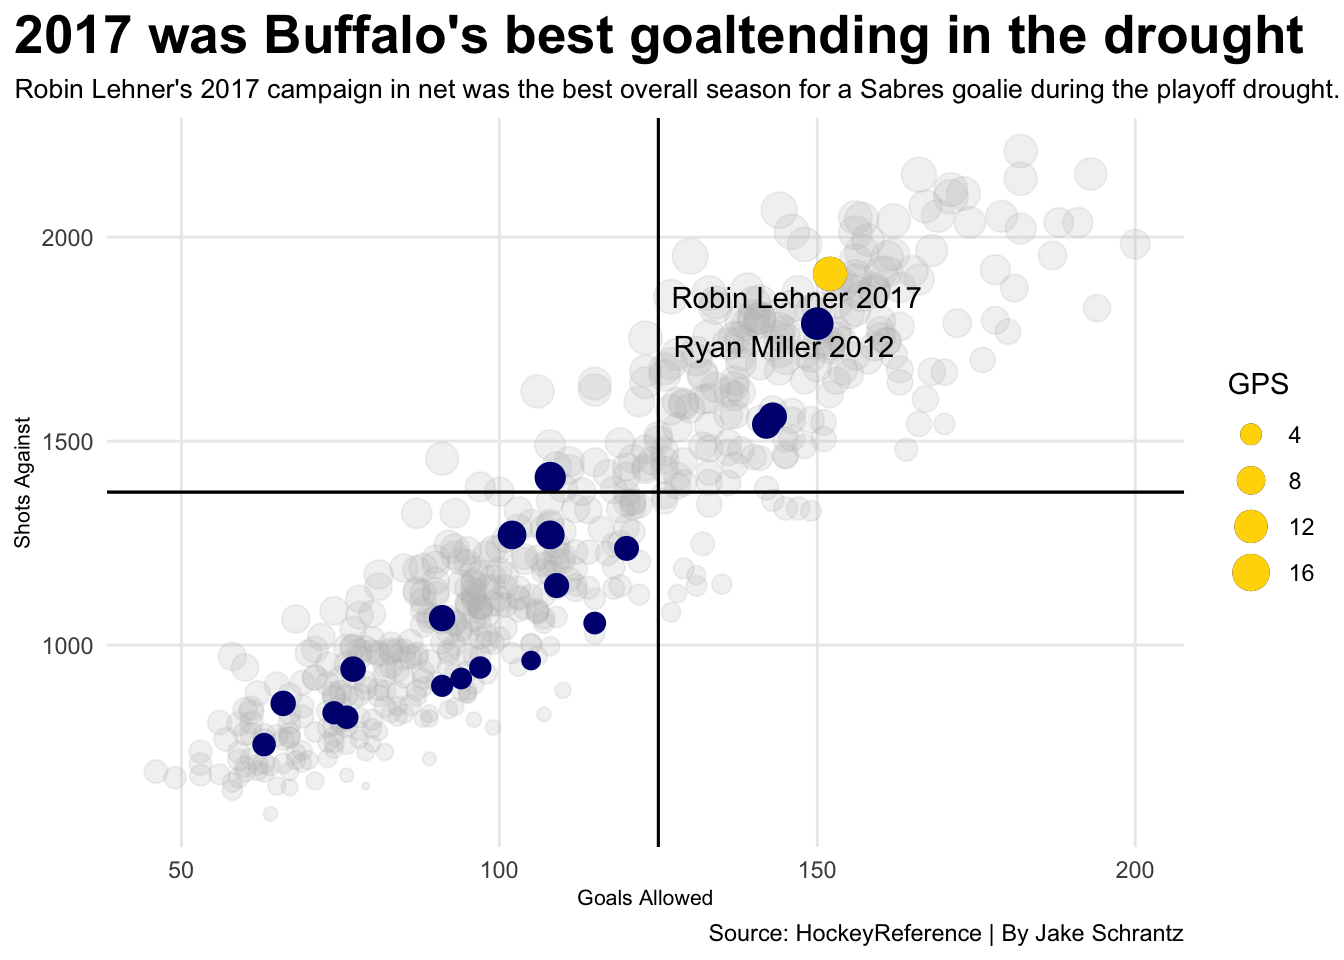 2017 was Buffalo's best goaltending in the drought
Robin Lehner's 2017 campaign in net was the best overall season for a Sabres goalie during the playoff drought.
2000
1500
1000
Shots Against
Robin Lehner 2017
Ryan Miller 2012
GPS
4
8
12
16
50
100
150
200
Goals Allowed
Source: HockeyReference | By Jake Schrantz